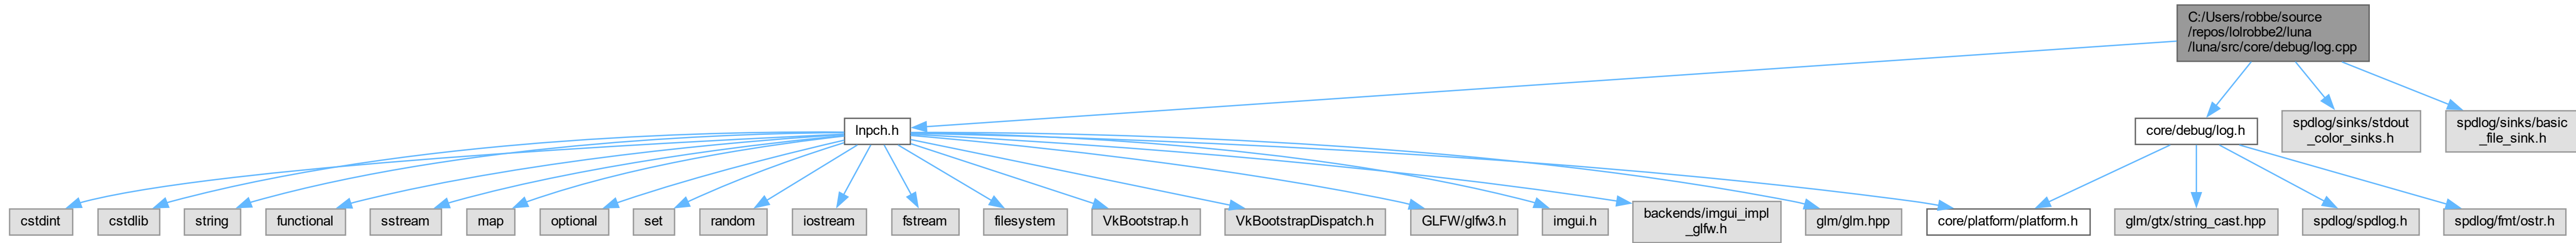 C:/Users/robbe/source
/repos/lolrobbe2/luna
/luna/src/core/debug/log.cpp
lnpch.h
core/debug/log.h
spdlog/sinks/stdout
_color_sinks.h
spdlog/sinks/basic
_file_sink.h
cstdint
cstdlib
string
functional
sstream
map
optional
set
random
iostream
fstream
filesystem
VkBootstrap.h
VkBootstrapDispatch.h
GLFW/glfw3.h
imgui.h
backends/imgui_impl
_glfw.h
glm/glm.hpp
core/platform/platform.h
glm/gtx/string_cast.hpp
spdlog/spdlog.h
spdlog/fmt/ostr.h